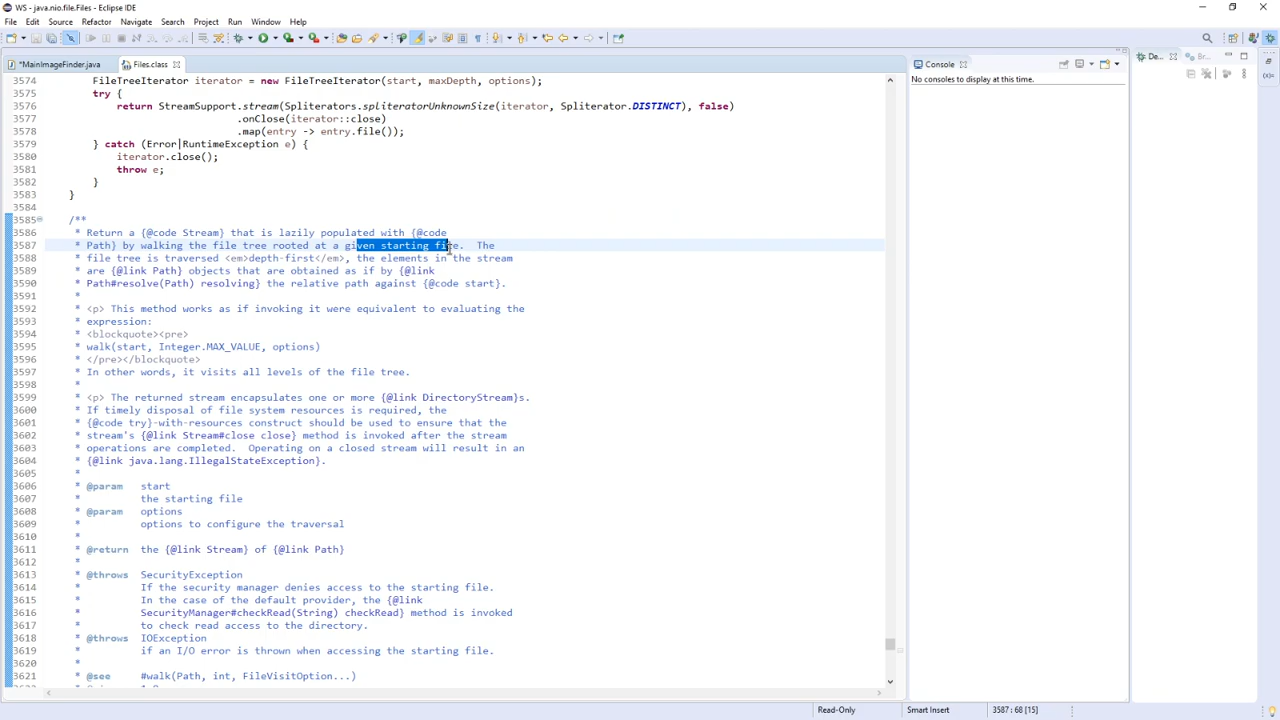 WS - java.nio.file.Files - Eclipse IDE
File Edit Source Refactor Navigate Search Project Run Window Help
*MainImageFinder.java Files.class
3574 FileTreeIterator iterator = new FileTreeIterator(start, maxDepth, options);
3575 try {
3576 return StreamSupport.stream(Spliterators.spliteratorUnknownSize(iterator, Spliterator.DISTINCT), false)
3577 .onClose(iterator::close)
3578 .map(entry -> entry.file());
3579 } catch (Error|RuntimeException e) {
3580 iterator.close();
3581 throw e;
3582 }
3583 }
3584
3585 /**
3586 * Return a {@code Stream} that is lazily populated with {@code
3587 * Path} by walking the file tree rooted at a given starting file. The
3588 * file tree is traversed <em>depth-first</em>, the elements in the stream
3589 * are {@link Path} objects that are obtained as if by {@link
3590 * Path#resolve(Path) resolving} the relative path against {@code start}.
3591 *
3592 * <p> This method works as if invoking it were equivalent to evaluating the
3593 * expression:
3594 * <blockquote><pre>
3595 * walk(start, Integer.MAX_VALUE, options)
3596 * </pre></blockquote>
3597 * In other words, it visits all levels of the file tree.
3598 *
3599 * <p> The returned stream encapsulates one or more {@link DirectoryStream}s.
3600 * If timely disposal of file system resources is required, the
3601 * {@code try}-with-resources construct should be used to ensure that the
3602 * stream's {@link Stream#close close} method is invoked after the stream
3603 * operations are completed. Operating on a closed stream will result in an
3604 * {@link java.lang.IllegalStateException}.
3605 *
3606 * @param start
3607 * the starting file
3608 * @param options
3609 * options to configure the traversal
3610 *
3611 * @return the {@link Stream} of {@link Path}
3612 *
3613 * @throws SecurityException
3614 * If the security manager denies access to the starting file.
3615 * In the case of the default provider, the {@link
3616 * SecurityManager#checkRead(String) checkRead} method is invoked
3617 * to check read access to the directory.
3618 * @throws IOException
3619 * if an I/O error is thrown when accessing the starting file.
3620 *
3621 * @see #walk(Path, int, FileVisitOption...)
Console
No consoles to display at this time.
De... Br...
Read-Only Smart Insert 3587 : 68 [15]